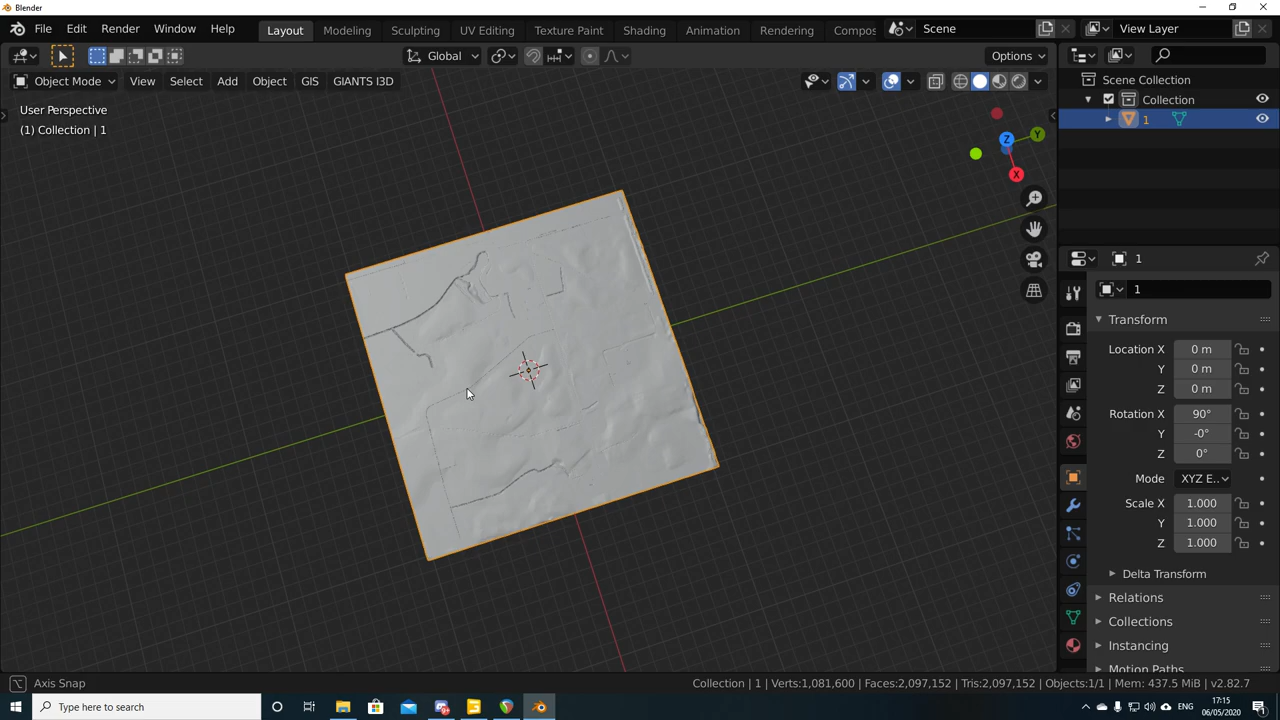 Blender
File Edit Render Window Help Layout Modeling Sculpting UV Editing Texture Paint Shading Animation Rendering Compos Scene View Layer
Global Options
Object Mode View Select Add Object GIS GIANTS 3D
User Perspective
(1) Collection | 1
Z Y X
Scene Collection
Collection
1
1
1
Transform
Location X 0 m
Y 0 m
Z 0 m
Rotation X 90°
Y -0°
Z 0°
Mode XYZ E..
Scale X 1.000
Y 1.000
Z 1.000
Delta Transform
Relations
Collections
Instancing
Motion Paths
Axis Snap Collection | 1 | Verts:1,081,600 | Faces:2,097,152 | Tris:2,097,152 | Objects:1/1 | Mem: 437.5 MiB | v2.82.7
Type here to search ENG 17:15
06/05/2020